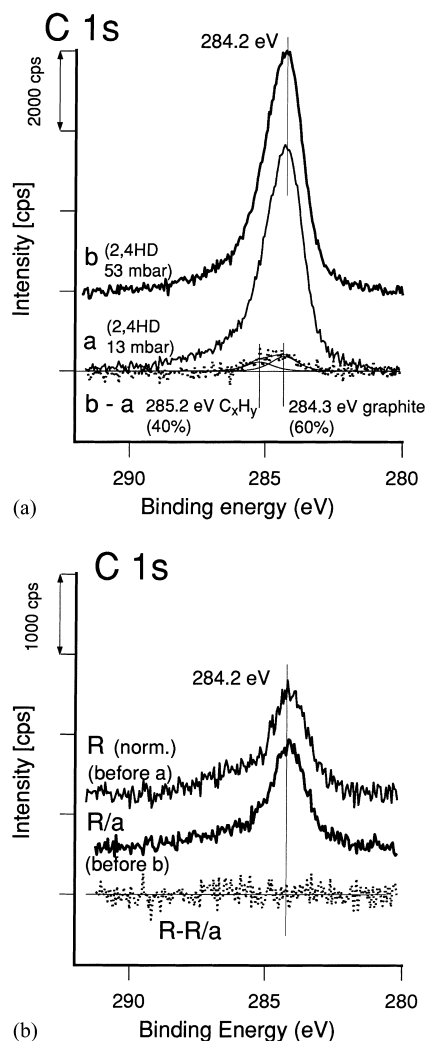 C 1s
284.2 eV
2000 cps
Intensity [cps]
b (2,4HD
53 mbar)
a (2,4HD
13 mbar)
b - a
285.2 eV CxHy
(40%)
284.3 eV graphite
(60%)
290 285 280
(a)
Binding energy (eV)
C 1s
1000 cps
284.2 eV
Intensity [cps]
R (norm.)
(before a)
R/a
(before b)
R-R/a
290 285 280
(b)
Binding Energy (eV)